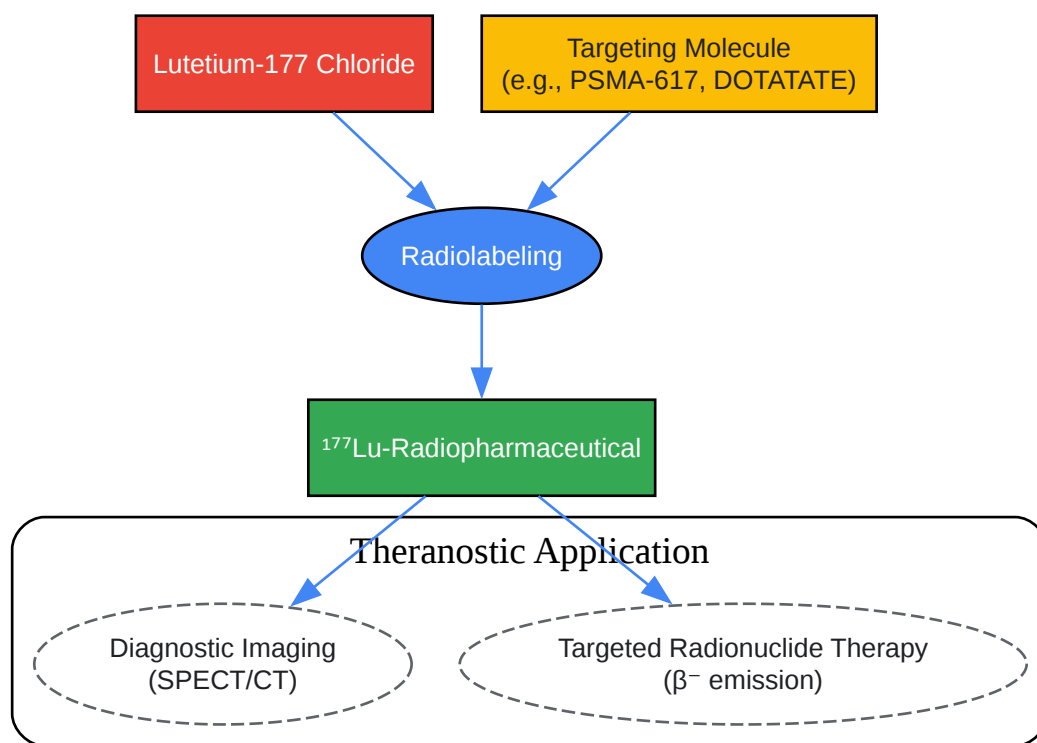 Lutetium-177 Chloride
Targeting Molecule
(e.g., PSMA-617, DOTATATE)
Radiolabeling
¹⁷⁷Lu-Radiopharmaceutical
Theranostic Application
Diagnostic Imaging
(SPECT/CT)
Targeted Radionuclide Therapy
(β⁻ emission)